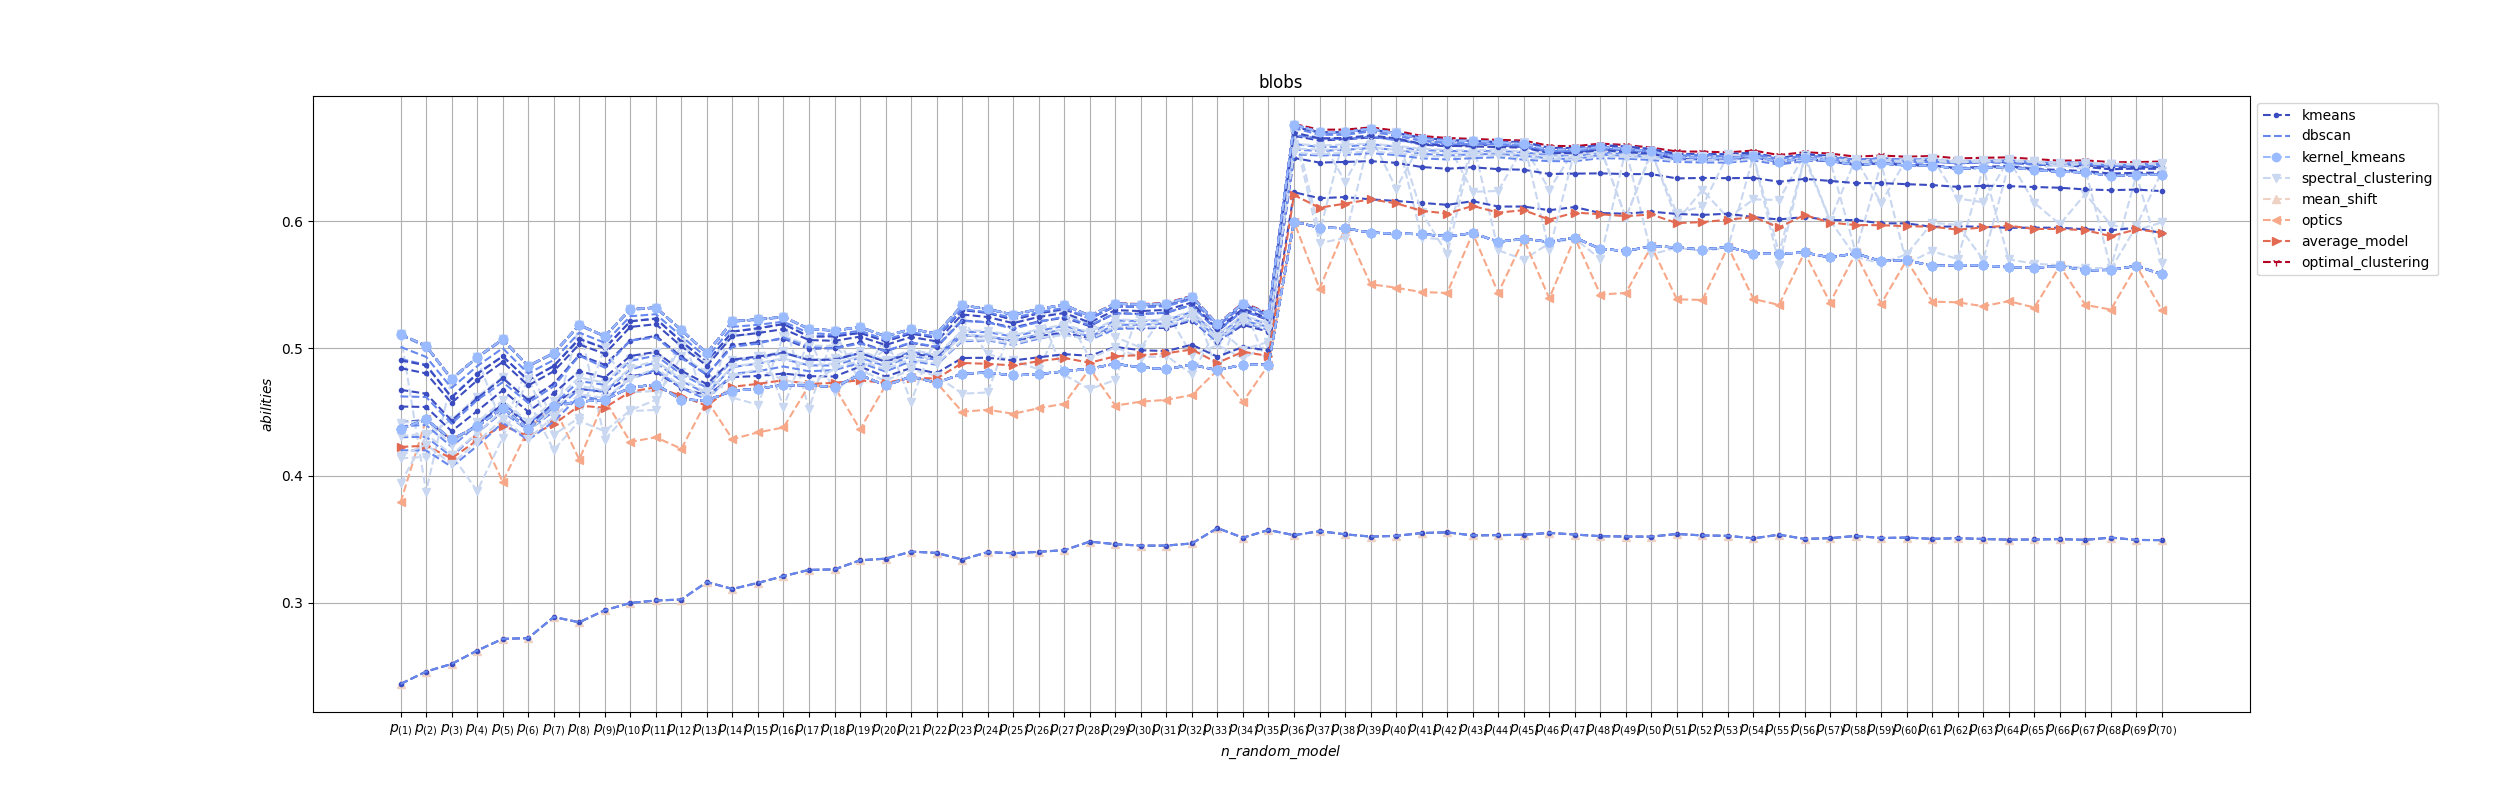 blobs
kmeans
dbscan
kernel_kmeans
spectral_clustering
mean_shift
optics
average_model
optimal_clustering
abilities
0.6
0.5
0.4
0.3
p(1) p(2) p(3) p(4) p(5) p(6) p(7) p(8) p(9) p(10) p(11) p(12) p(13) p(14) p(15) p(16) p(17) p(18) p(19) p(20) p(21) p(22) p(23) p(24) p(25) p(26) p(27) p(28) p(29) p(30) p(31) p(32) p(33) p(34) p(35) p(36) p(37) p(38) p(39) p(40) p(41) p(42) p(43) p(44) p(45) p(46) p(47) p(48) p(49) p(50) p(51) p(52) p(53) p(54) p(55) p(56) p(57) p(58) p(59) p(60) p(61) p(62) p(63) p(64) p(65) p(66) p(67) p(68) p(69) p(70)
n_random_model